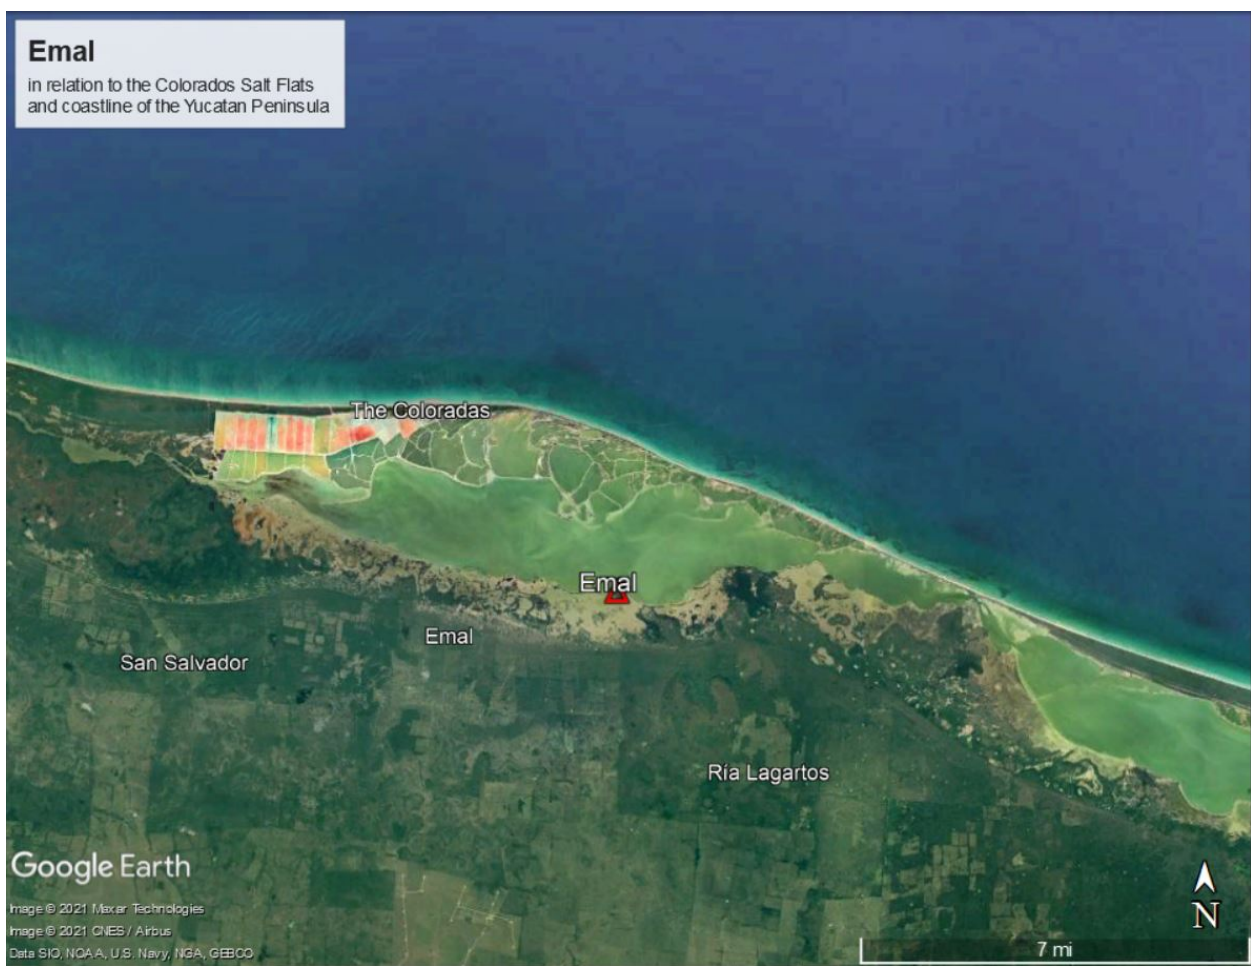 Emal
in relation to the Colorados Salt Flats
and coastline of the Yucatan Peninsula
The Coloradas
Emal
Emal
San Salvador
Ría Lagartos
Google Earth
Image © 2021 Maxar Technologies
Image © 2021 CNES / Airbus
Data SIO, NOAA, U.S. Navy, NGA, GEBCO
N
7 mi